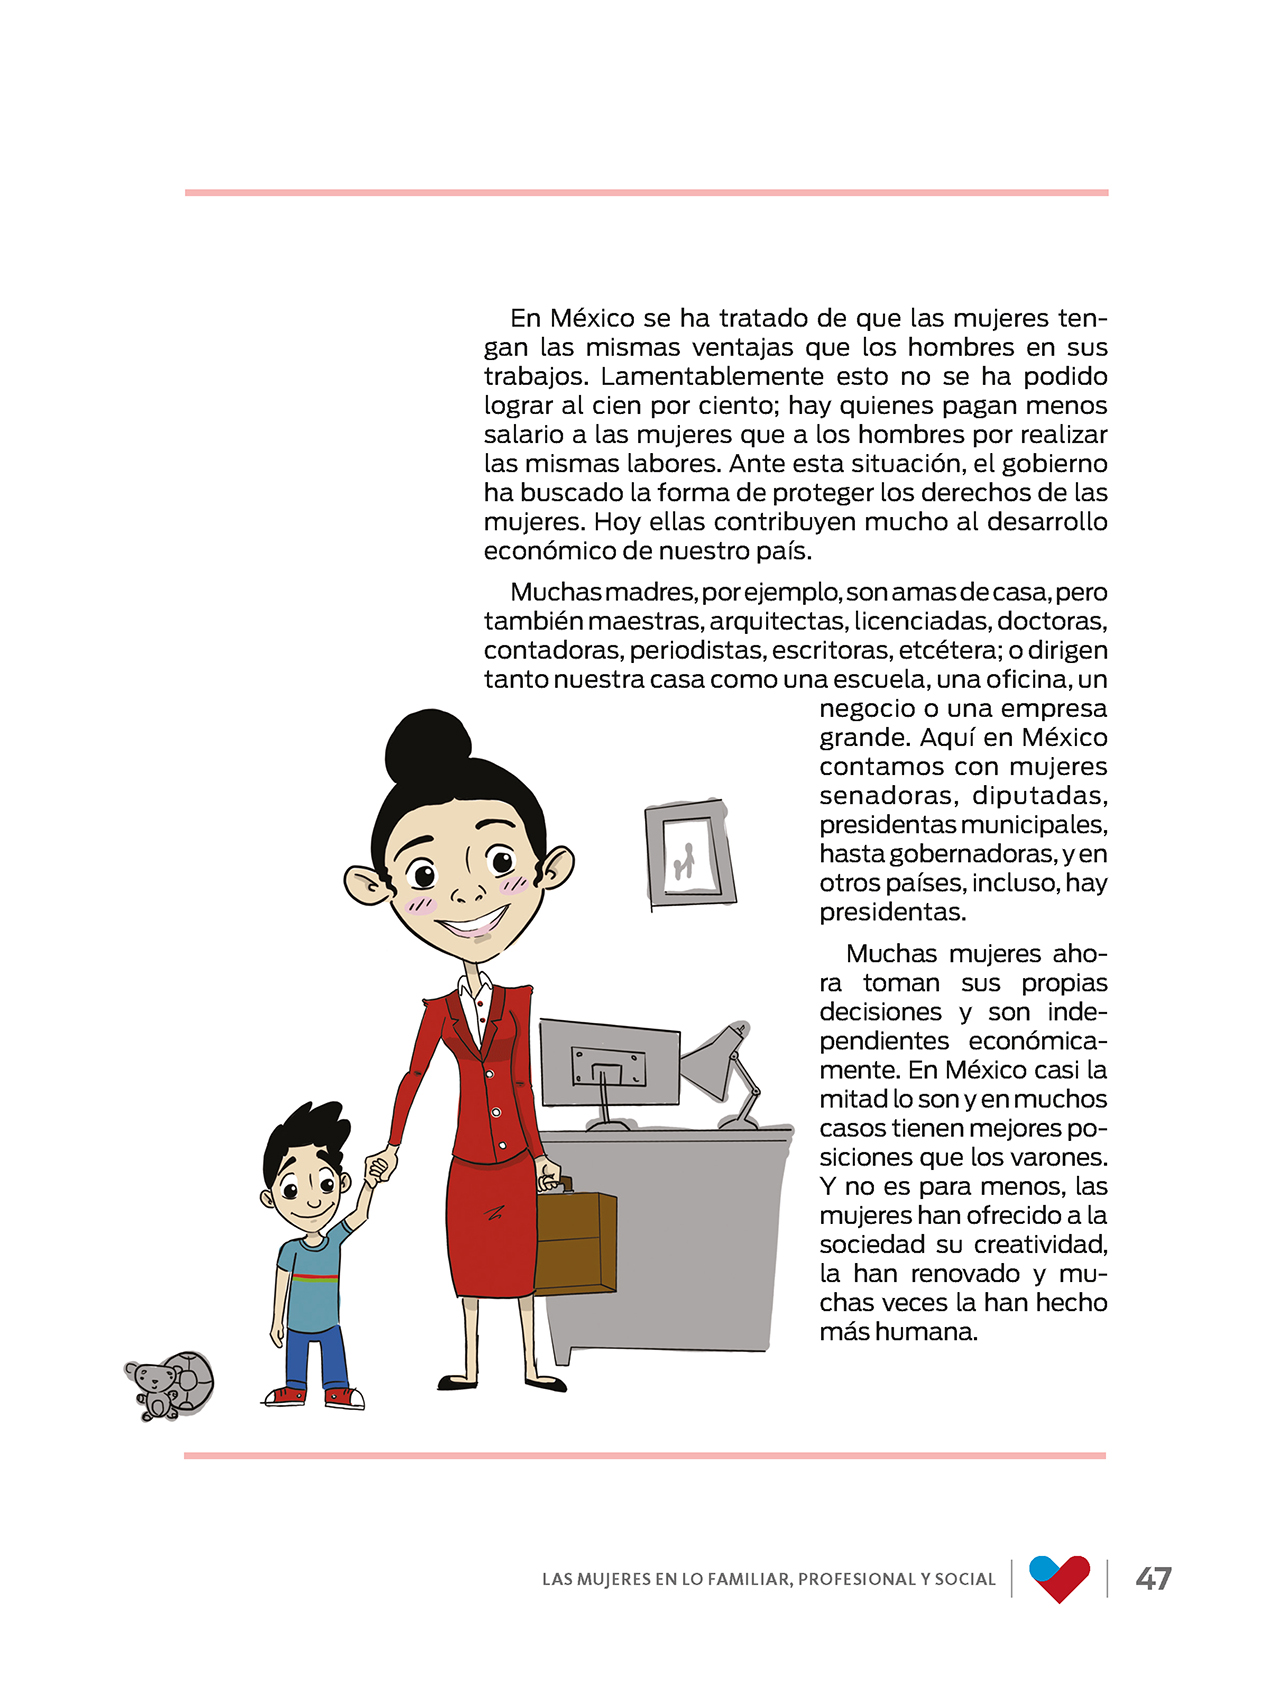 En México se ha tratado de que las mujeres ten-
gan las mismas ventajas que los hombres en sus
trabajos. Lamentablemente esto no se ha podido
lograr al cien por ciento; hay quienes pagan menos
salario a las mujeres que a los hombres por realizar
las mismas labores. Ante esta situación, el gobierno
ha buscado la forma de proteger los derechos de las
mujeres. Hoy ellas contribuyen mucho al desarrollo
económico de nuestro país.
Muchas madres, por ejemplo, son amas de casa, pero
también maestras, arquitectas, licenciadas, doctoras,
contadoras, periodistas, escritoras, etcétera; o dirigen
tanto nuestra casa como una escuela, una oficina, un
negocio o una empresa
grande. Aquí en México
contamos con mujeres
senadoras, diputadas,
presidentas municipales,
hasta gobernadoras, y en
otros países, incluso, hay
presidentas.
Muchas mujeres aho-
ra toman sus propias
decisiones y son inde-
pendientes económica-
mente. En México casi la
mitad lo son y en muchos
casos tienen mejores po-
siciones que los varones.
Y no es para menos, las
mujeres han ofrecido a la
sociedad su creatividad,
la han renovado y mu-
chas veces la han hecho
más humana.
LAS MUJERES EN LO FAMILIAR, PROFESIONAL Y SOCIAL
47